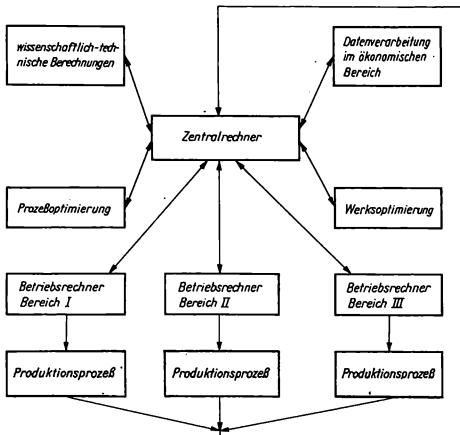 wissenschaftlich-tech-
nische Berechnungen
Datenverarbeitung
im ökonomischen
Bereich
Zentralrechner
Prozeßoptimierung
Werksoptimierung
Betriebsrechner
Bereich I
Betriebsrechner
Bereich II
Betriebsrechner
Bereich III
Produktionsprozeß
Produktionsprozeß
Produktionsprozeß